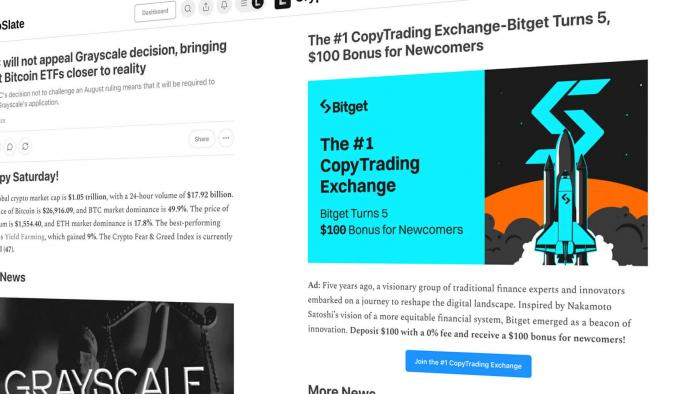 Slate
Dashboard
will not appeal Grayscale decision, bringing
Bitcoin ETFs closer to reality
C's decision not to challenge an August ruling means that it will be required to
Grayscale's application.
Share
py Saturday!
bal crypto market cap is $1.05 trillion, with a 24-hour volume of $17.92 billion.
ce of Bitcoin is $26,916.09, and BTC market dominance is 49.9%. The price of
um is $1,554.40, and ETH market dominance is 17.8%. The best-performing
is Yield Farming, which gained 9%. The Crypto Fear & Greed Index is currently
(47).
News
GRAYSCALE
The #1 CopyTrading Exchange-Bitget Turns 5,
$100 Bonus for Newcomers
Bitget
The #1
CopyTrading
Exchange
Bitget Turns 5
$100 Bonus for Newcomers
Ad: Five years ago, a visionary group of traditional finance experts and innovators
embarked on a journey to reshape the digital landscape. Inspired by Nakamoto
Satoshi's vision of a more equitable financial system, Bitget emerged as a beacon of
innovation. Deposit $100 with a 0% fee and receive a $100 bonus for newcomers!
Join the #1 CopyTrading Exchange
More News